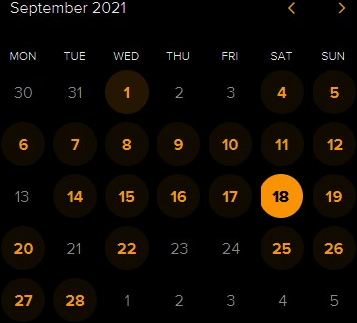 September 2021
MON TUE WED THU FRI SAT SUN
30 31 1 2 3 4 5
6 7 8 9 10 11 12
13 14 15 16 17 18 19
20 21 22 23 24 25 26
27 28 1 2 3 4 5